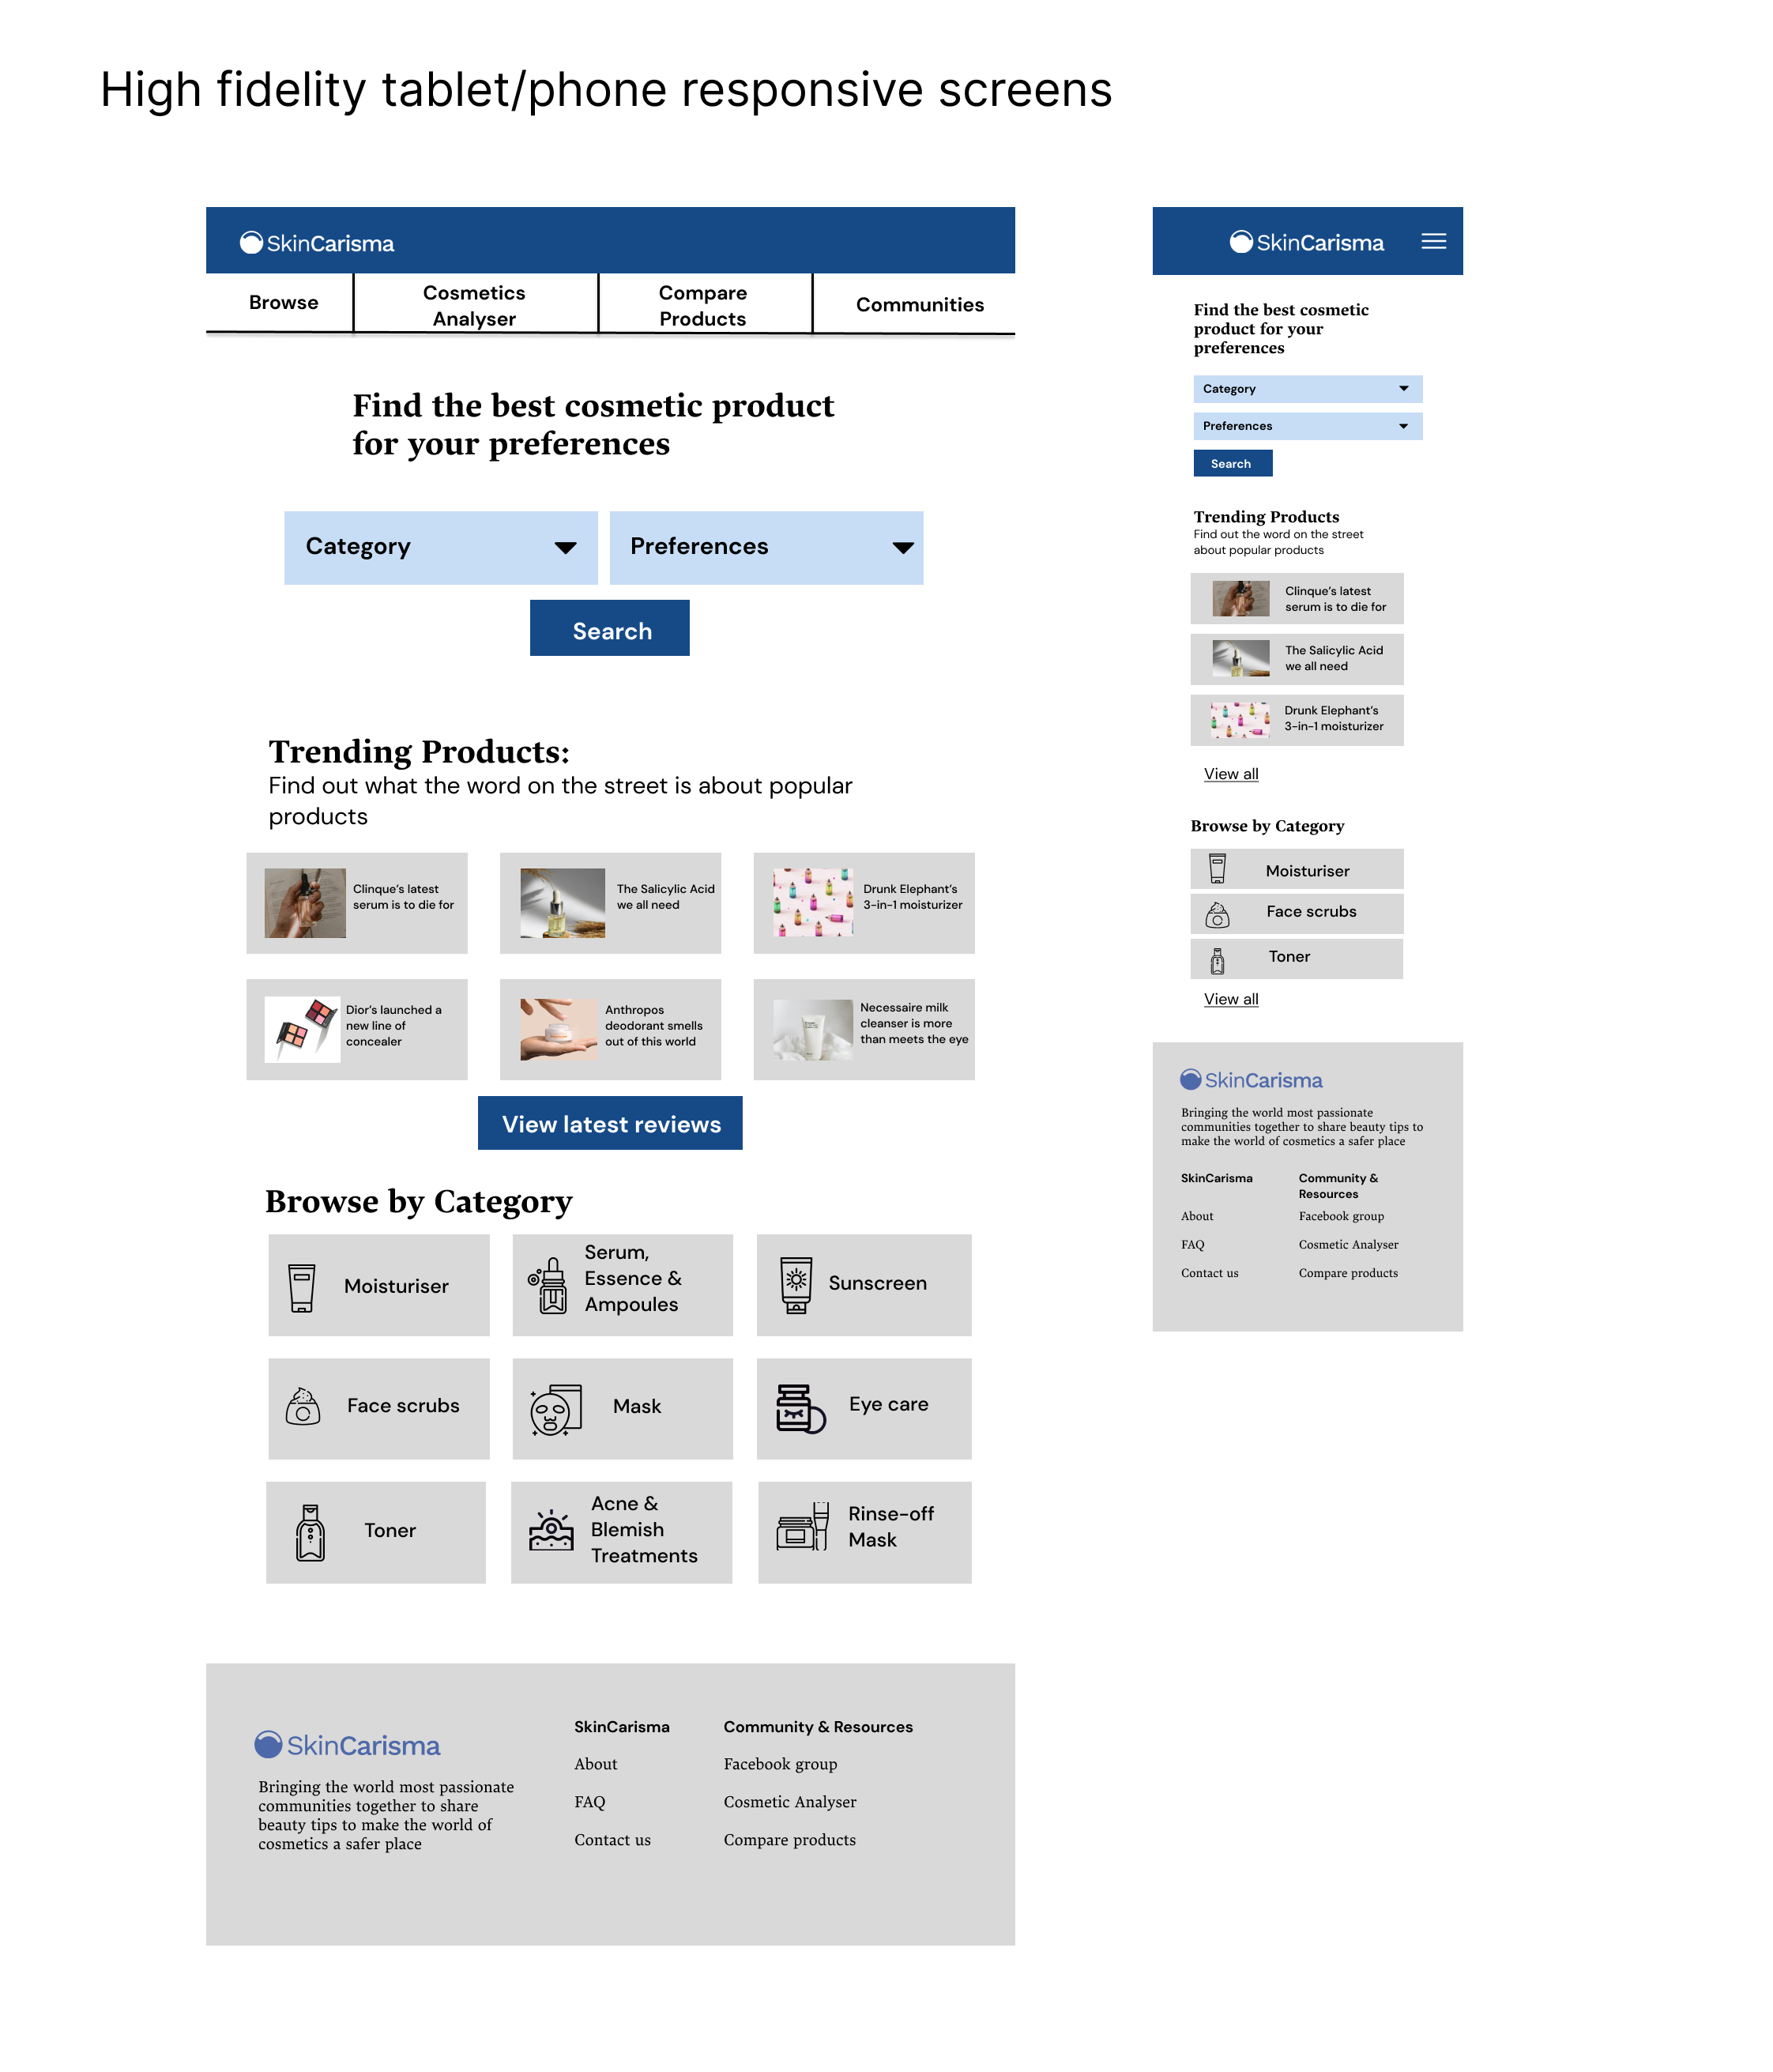 High fidelity tablet/phone responsive screens
SkinCarisma
Browse
Cosmetics
Analyser
Compare
Products
Communities
Find the best cosmetic product
for your preferences
Category
Preferences
Search
Trending Products:
Find out what the word on the street is about popular
products
Clinque's latest
serum is to die for
The Salicylic Acid
we all need
Drunk Elephant's
3-in-1 moisturizer
Dior's launched a
new line of
concealer
Anthropos
deodorant smells
out of this world
Necessaire milk
cleanser is more
than meets the eye
View latest reviews
Browse by Category
Moisturiser
Serum,
Essence &
Ampoules
Sunscreen
Face scrubs
Mask
Eye care
Toner
Acne &
Blemish
Treatments
Rinse-off
Mask
SkinCarisma
Bringing the world most passionate
communities together to share
beauty tips to make the world of
cosmetics a safer place
SkinCarisma
About
FAQ
Contact us
Community & Resources
Facebook group
Cosmetic Analyser
Compare products
SkinCarisma
Find the best cosmetic
product for your
preferences
Category
Preferences
Search
Trending Products
Find out the word on the street
about popular products
Clinque's latest
serum is to die for
The Salicylic Acid
we all need
Drunk Elephant's
3-in-1 moisturizer
View all
Browse by Category
Moisturiser
Face scrubs
Toner
View all
SkinCarisma
Bringing the world most passionate
communities together to share beauty tips to
make the world of cosmetics a safer place
SkinCarisma
About
FAQ
Contact us
Community &
Resources
Facebook group
Cosmetic Analyser
Compare products